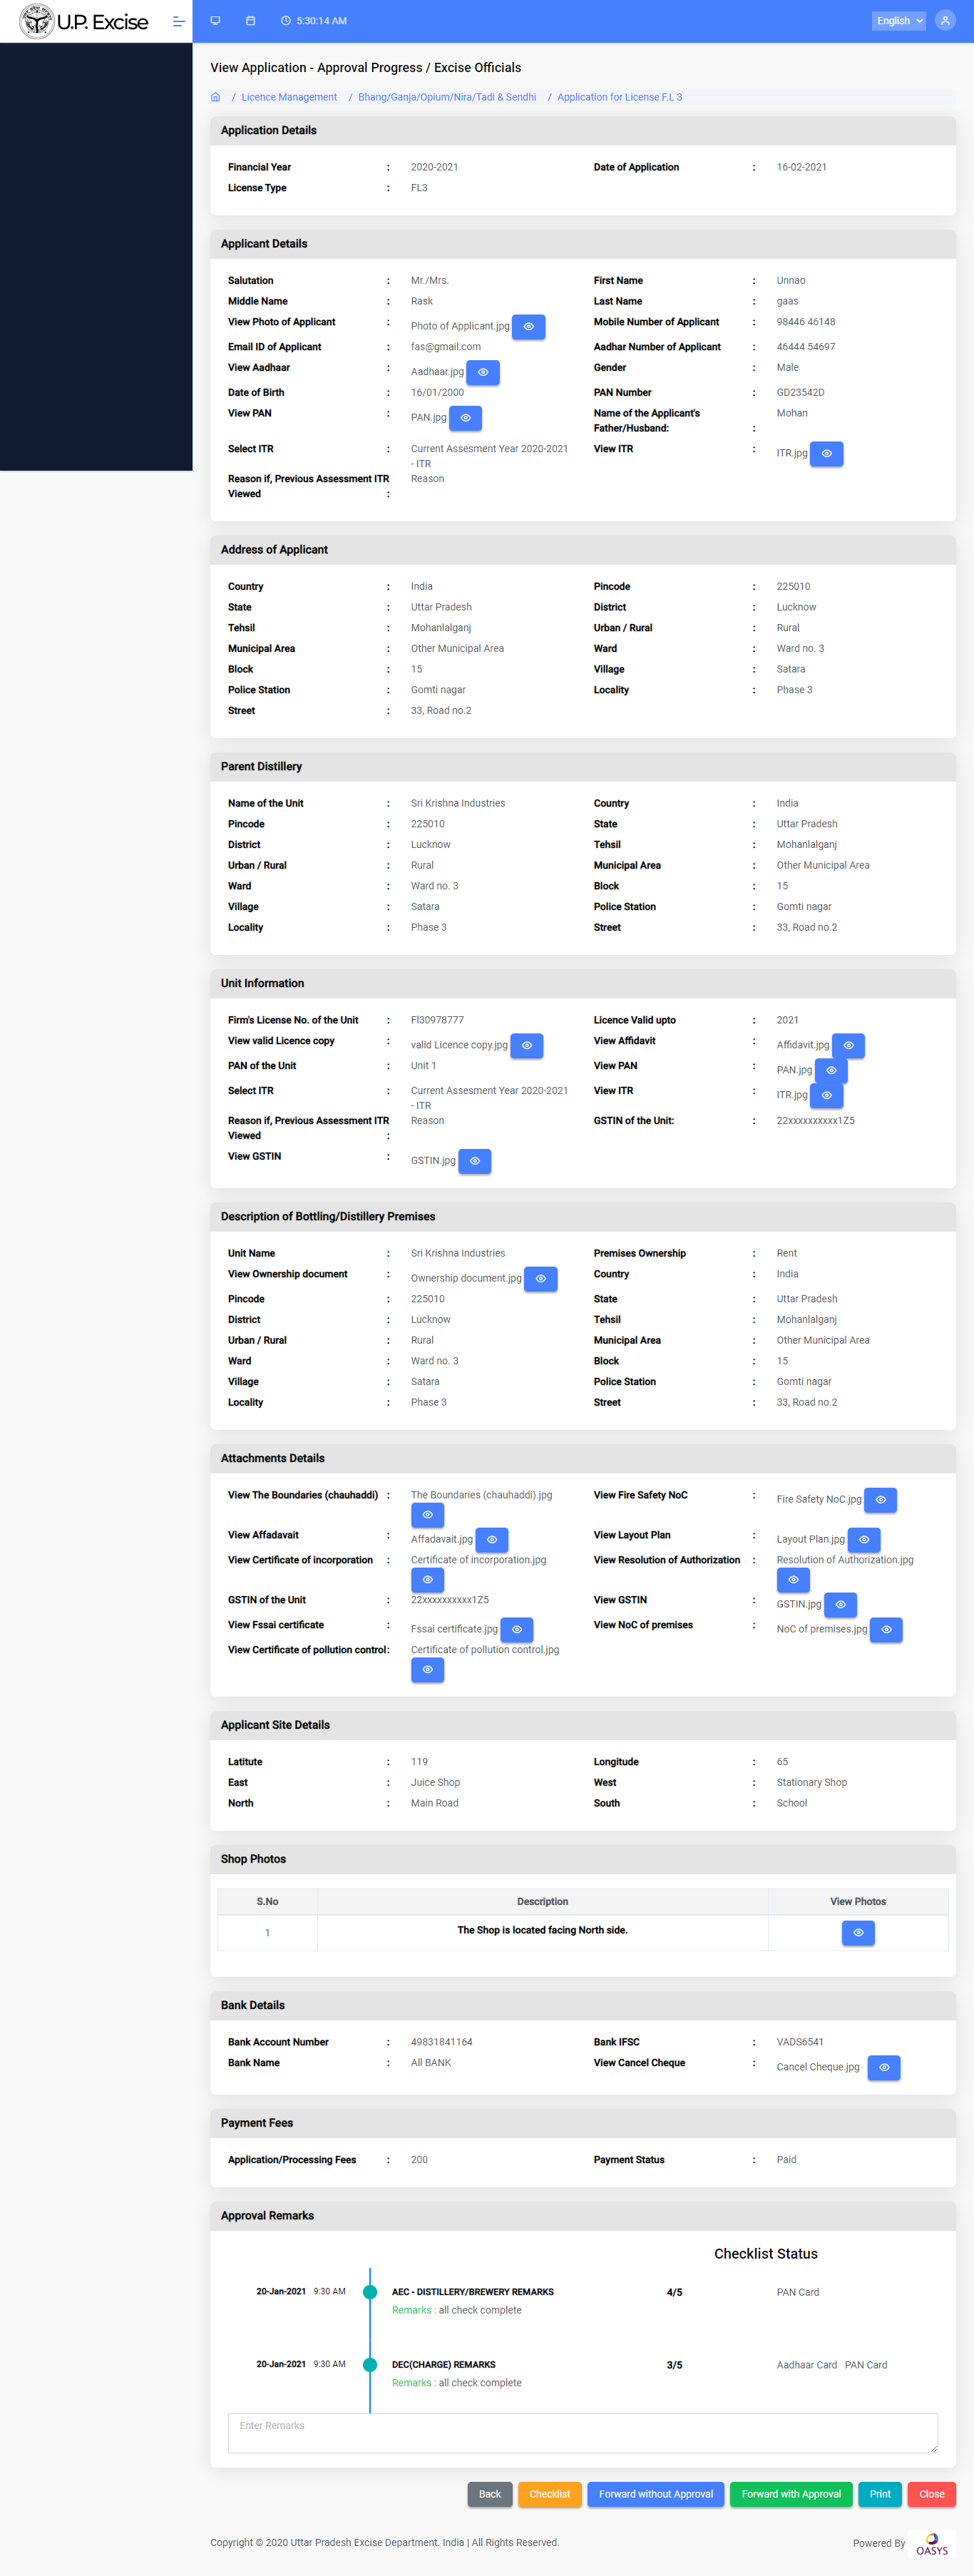 U.P. Excise
5:30:14 AM
English
View Application - Approval Progress / Excise Officials
/ Licence Management / Bhang/Ganja/Opium/Nira/Tadi & Sendhi / Application for License F.L 3
Application Details
Financial Year : 2020-2021 Date of Application : 16-02-2021
License Type : FL3
Applicant Details
Salutation : Mr./Mrs. First Name : Unnao
Middle Name : Rask Last Name : gaas
View Photo of Applicant : Photo of Applicant.jpg Mobile Number of Applicant : 98446 46148
Email ID of Applicant : fas@gmail.com Aadhar Number of Applicant : 46444 54697
View Aadhaar : Aadhaar.jpg Gender : Male
Date of Birth : 16/01/2000 PAN Number : GD23542D
View PAN : PAN.jpg Name of the Applicant's Mohan
Father/Husband: :
Select ITR : Current Assesment Year 2020-2021 View ITR : ITR.jpg
- ITR
Reason if, Previous Assessment ITR Reason
Viewed :
Address of Applicant
Country : India Pincode : 225010
State : Uttar Pradesh District : Lucknow
Tehsil : Mohanlalganj Urban / Rural : Rural
Municipal Area : Other Municipal Area Ward : Ward no. 3
Block : 15 Village : Satara
Police Station : Gomti nagar Locality : Phase 3
Street : 33, Road no.2
Parent Distillery
Name of the Unit : Sri Krishna Industries Country : India
Pincode : 225010 State : Uttar Pradesh
District : Lucknow Tehsil : Mohanlalganj
Urban / Rural : Rural Municipal Area : Other Municipal Area
Ward : Ward no. 3 Block : 15
Village : Satara Police Station : Gomti nagar
Locality : Phase 3 Street : 33, Road no.2
Unit Information
Firm's License No. of the Unit : Fl30978777 Licence Valid upto : 2021
View valid Licence copy : valid Licence copy.jpg View Affidavit : Affidavit.jpg
PAN of the Unit : Unit 1 View PAN : PAN.jpg
Select ITR : Current Assesment Year 2020-2021 View ITR : ITR.jpg
- ITR
Reason if, Previous Assessment ITR Reason GSTIN of the Unit: : 22xxxxxxxxxx1Z5
Viewed :
View GSTIN : GSTIN.jpg
Description of Bottling/Distillery Premises
Unit Name : Sri Krishna Industries Premises Ownership : Rent
View Ownership document : Ownership document.jpg Country : India
Pincode : 225010 State : Uttar Pradesh
District : Lucknow Tehsil : Mohanlalganj
Urban / Rural : Rural Municipal Area : Other Municipal Area
Ward : Ward no. 3 Block : 15
Village : Satara Police Station : Gomti nagar
Locality : Phase 3 Street : 33, Road no.2
Attachments Details
View The Boundaries (chauhaddi) : The Boundaries (chauhaddi).jpg View Fire Safety NoC : Fire Safety NoC.jpg
View Affadavait : Affadavait.jpg View Layout Plan : Layout Plan.jpg
View Certificate of incorporation : Certificate of incorporation.jpg View Resolution of Authorization : Resolution of Authorization.jpg
GSTIN of the Unit : 22xxxxxxxxxx1Z5 View GSTIN : GSTIN.jpg
View Fssai certificate : Fssai certificate.jpg View NoC of premises : NoC of premises.jpg
View Certificate of pollution control: Certificate of pollution control.jpg
Applicant Site Details
Latitute : 119 Longitude : 65
East : Juice Shop West : Stationary Shop
North : Main Road South : School
Shop Photos
S.No Description View Photos
1 The Shop is located facing North side.
Bank Details
Bank Account Number : 49831841164 Bank IFSC : VADS6541
Bank Name : All BANK View Cancel Cheque : Cancel Cheque.jpg
Payment Fees
Application/Processing Fees : 200 Payment Status : Paid
Approval Remarks
Checklist Status
20-Jan-2021 9:30 AM AEC - DISTILLERY/BREWERY REMARKS 4/5 PAN Card
Remarks : all check complete
20-Jan-2021 9:30 AM DEC(CHARGE) REMARKS 3/5 Aadhaar Card PAN Card
Remarks : all check complete
Enter Remarks
Back Checklist Forward without Approval Forward with Approval Print Close
Copyright © 2020 Uttar Pradesh Excise Department. India | All Rights Reserved. Powered By OASYS